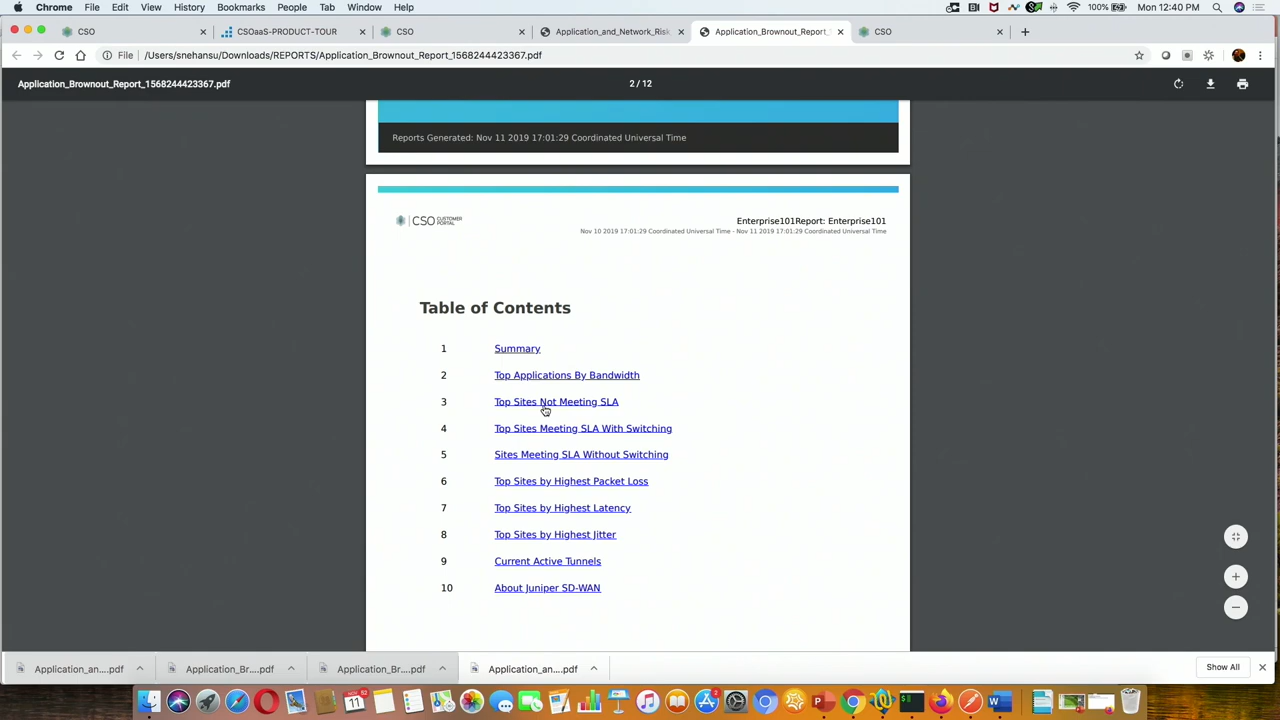 Chrome File Edit View History Bookmarks People Tab Window Help 100% Mon 12:40 PM
CSO CSOaaS-PRODUCT-TOUR CSO Application_and_Network_Risk Application_Brownout_Report_ CSO
File /Users/snehansu/Downloads/REPORTS/Application_Brownout_Report_1568244423367.pdf
Application_Brownout_Report_1568244423367.pdf 2 / 12
Reports Generated: Nov 11 2019 17:01:29 Coordinated Universal Time
CSO CUSTOMER PORTAL
Enterprise101Report: Enterprise101
Nov 10 2019 17:01:29 Coordinated Universal Time - Nov 11 2019 17:01:29 Coordinated Universal Time
Table of Contents
1 Summary
2 Top Applications By Bandwidth
3 Top Sites Not Meeting SLA
4 Top Sites Meeting SLA With Switching
5 Sites Meeting SLA Without Switching
6 Top Sites by Highest Packet Loss
7 Top Sites by Highest Latency
8 Top Sites by Highest Jitter
9 Current Active Tunnels
10 About Juniper SD-WAN
Application_an....pdf Application_Br....pdf Application_Br....pdf Application_an....pdf Show All